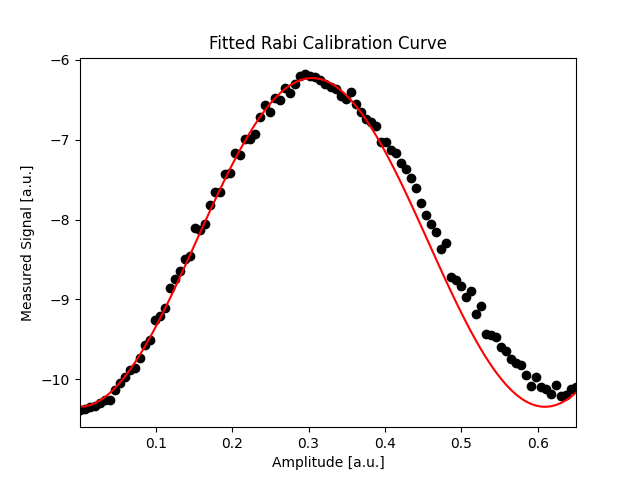 Fitted Rabi Calibration Curve
−6
−7
−8
−9
−10
Measured Signal [a.u.]
0.1 0.2 0.3 0.4 0.5 0.6
Amplitude [a.u.]